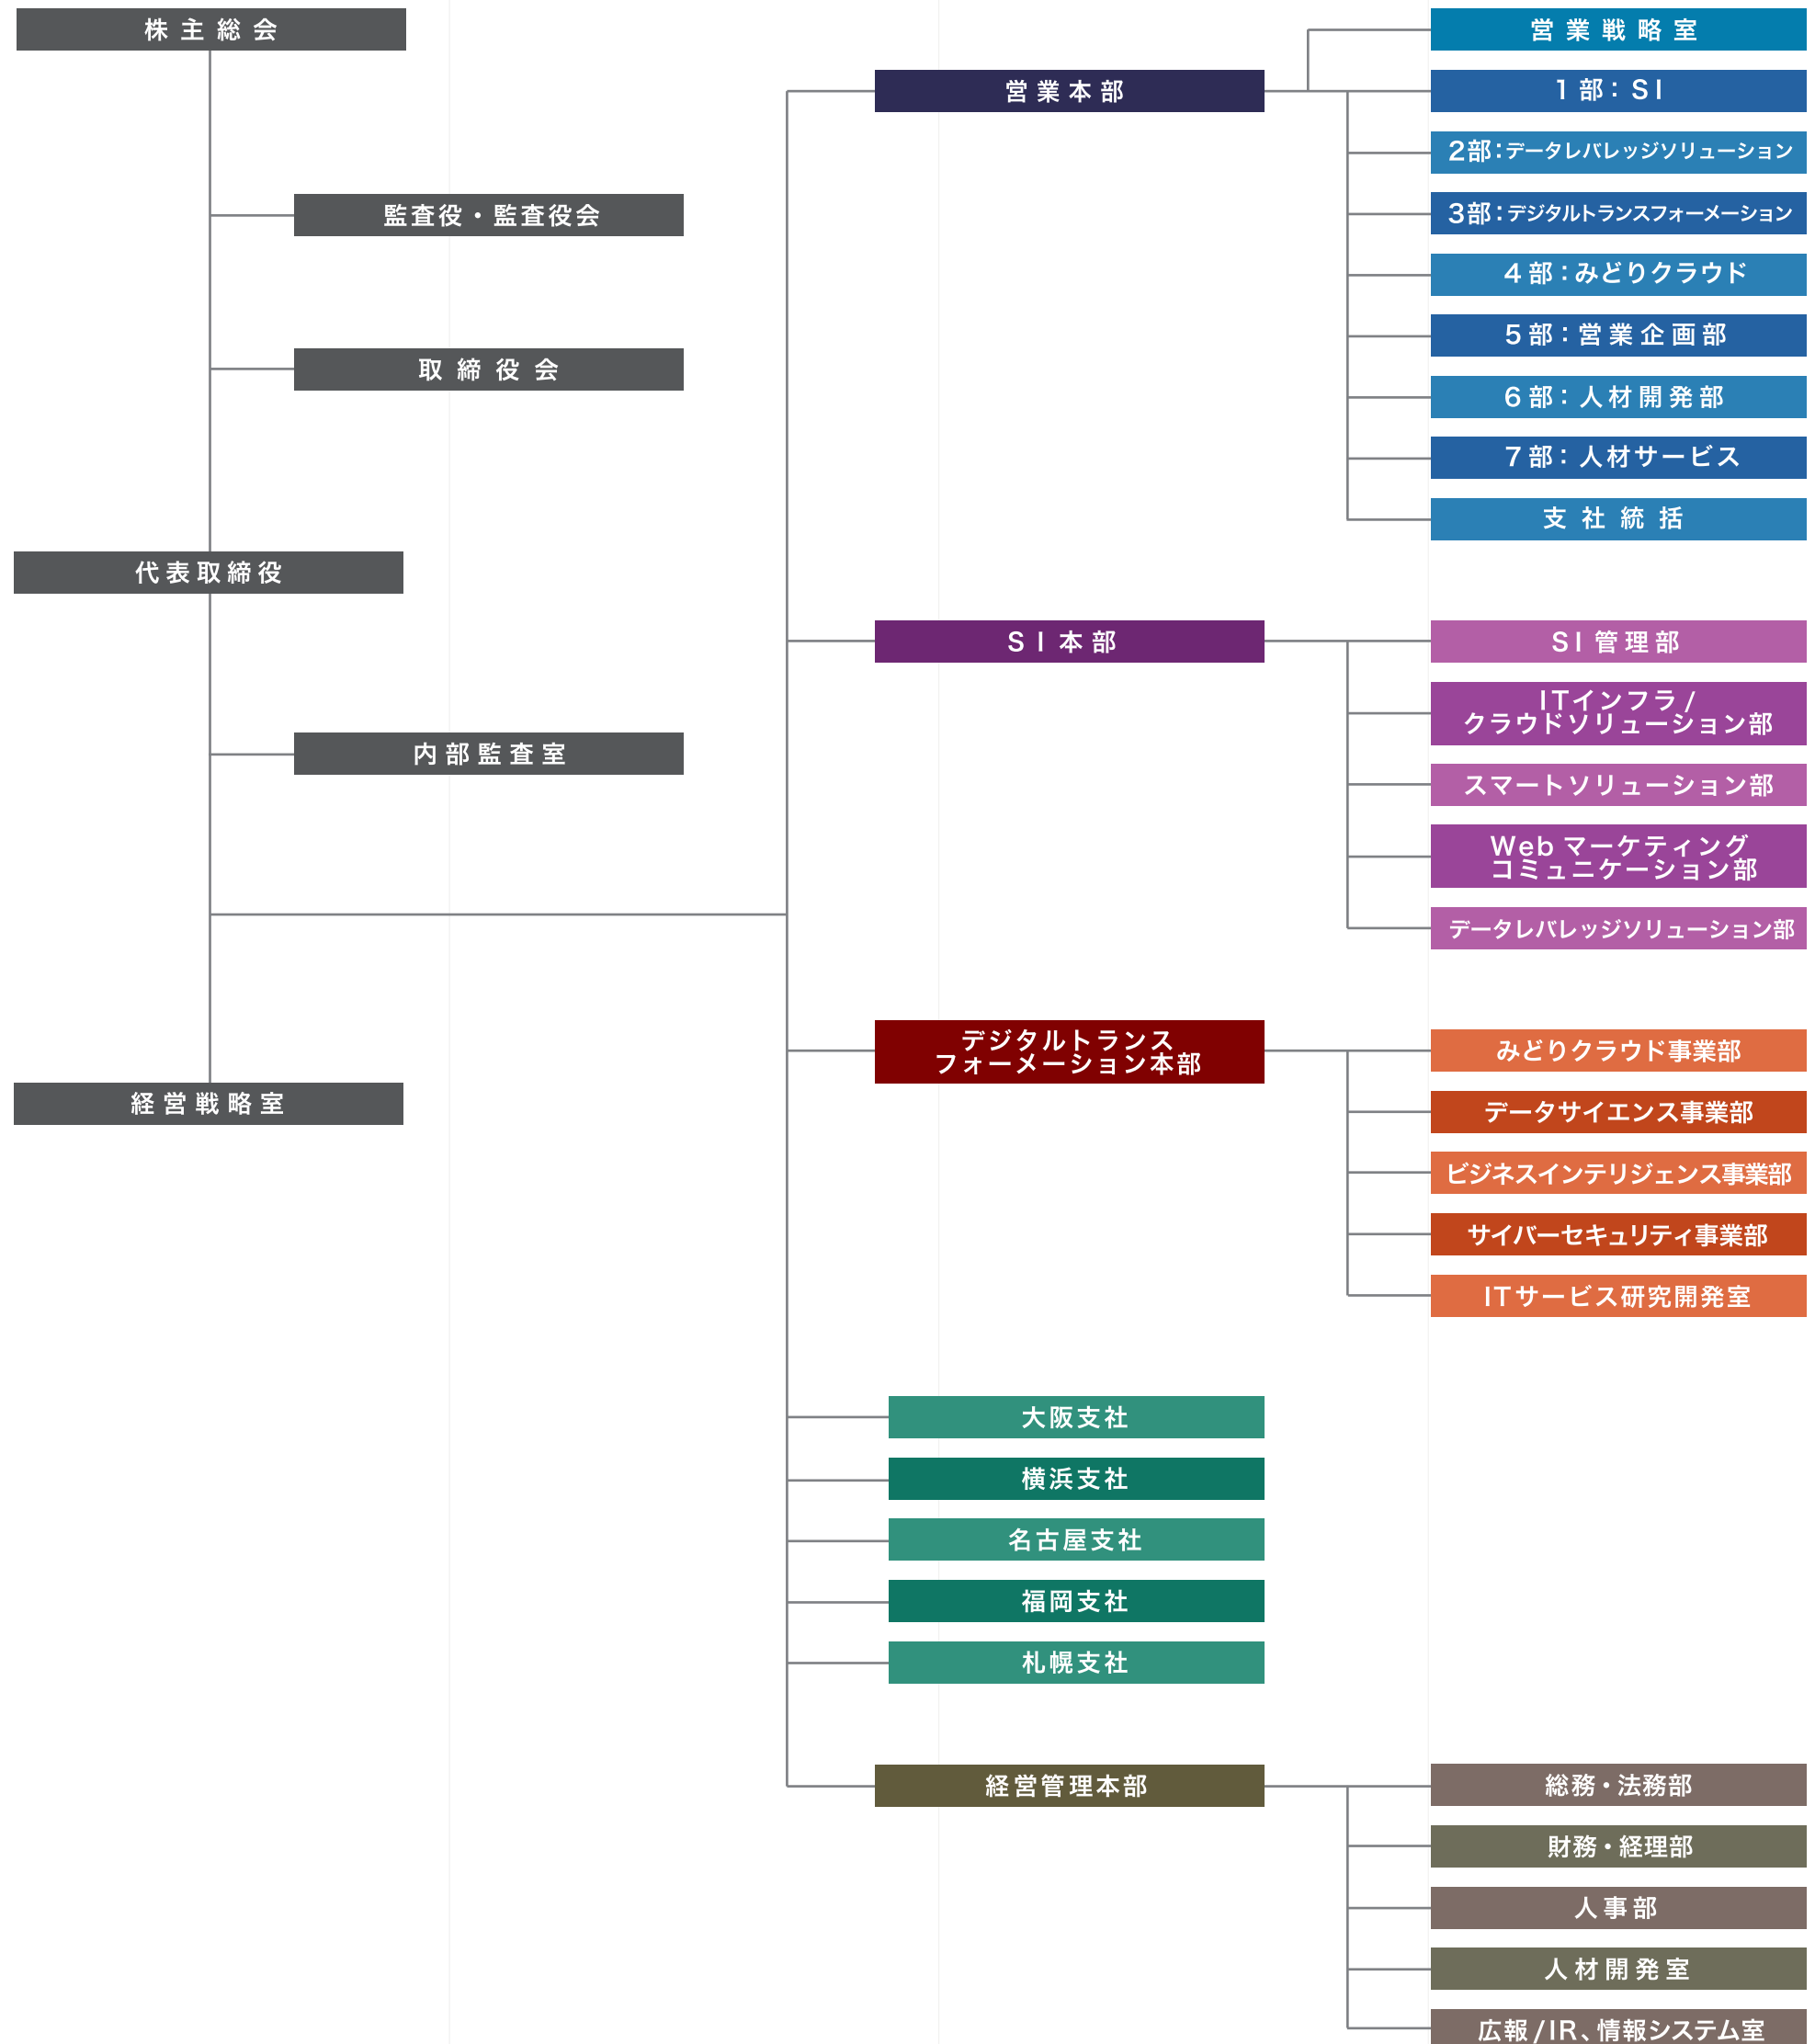 株主総会
監査役・監査役会
取締役会
代表取締役
内部監査室
経営戦略室
営業本部
営業戦略室
1部：SI
2部：データレバレッジソリューション
3部：デジタルトランスフォーメーション
4部：みどりクラウド
5部：営業企画部
6部：人材開発部
7部：人材サービス
支社統括
SI本部
SI管理部
ITインフラ/
クラウドソリューション部
スマートソリューション部
Webマーケティング
コミュニケーション部
データレバレッジソリューション部
デジタルトランス
フォーメーション本部
みどりクラウド事業部
データサイエンス事業部
ビジネスインテリジェンス事業部
サイバーセキュリティ事業部
ITサービス研究開発室
大阪支社
横浜支社
名古屋支社
福岡支社
札幌支社
経営管理本部
総務・法務部
財務・経理部
人事部
人材開発室
広報/IR、情報システム室